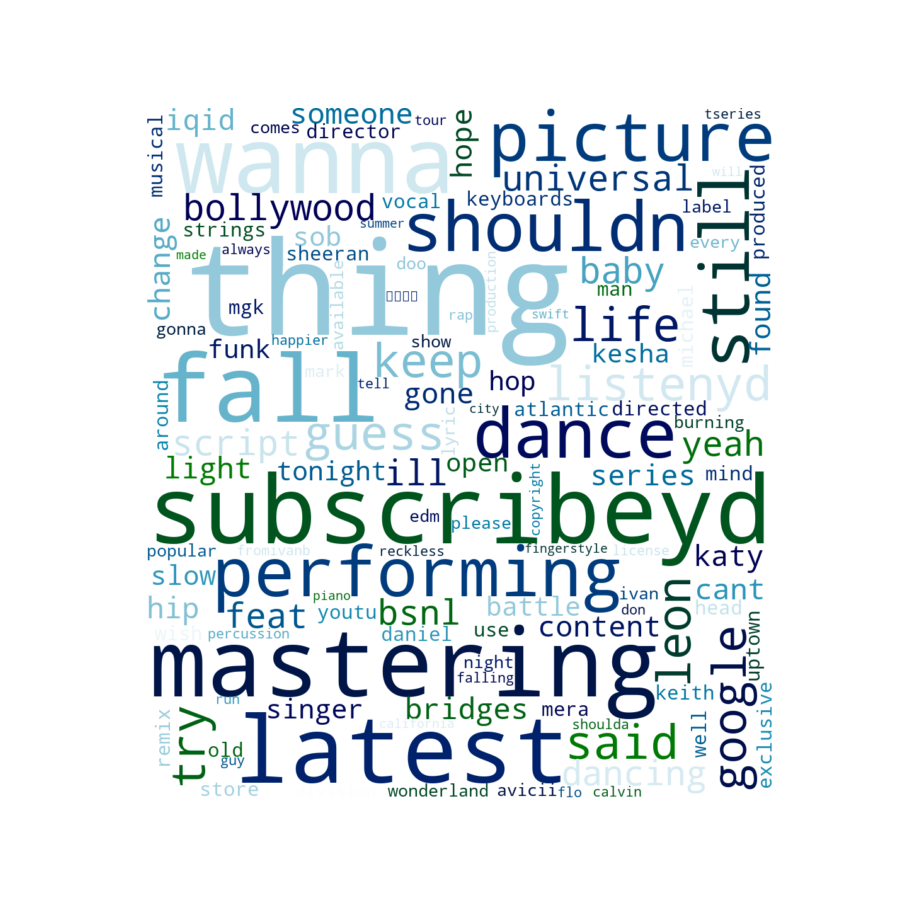 tseries
someone
iqid
tour
comes
director
musical
hope
picture
wanna
universal
will
still
produced
bollywood
vocal
keyboards
label
shouldn
strings
summer
change
sob
every
made
always
sheeran
thing
doo
baby
available
production
found
man
mgk
rap
swift
life
michael
gonna
funk
happier
show
kesha
fall
keep
mark
tell
gone
hop
listenyd
around
city
atlantic
directed
lyric
dance
burning
script
guess
yeah
light
tonight
ill
open
series
mind
copyright
subscribeyd
edm
please
popular
fromivanb
reckless
fingerstyle
license
katy
performing
slow
leon
cant
piano
ivan
hip
feat
youtu
bsnl
battle
don
head
wish
percussion
daniel
use
content
uptown
google
mastering
night
falling
keith
exclusive
run
singer
bridges
mera
california
shoulda
well
remix
try
old
guy
latest
said
dancing
store
wonderland
avicii
flo
calvin